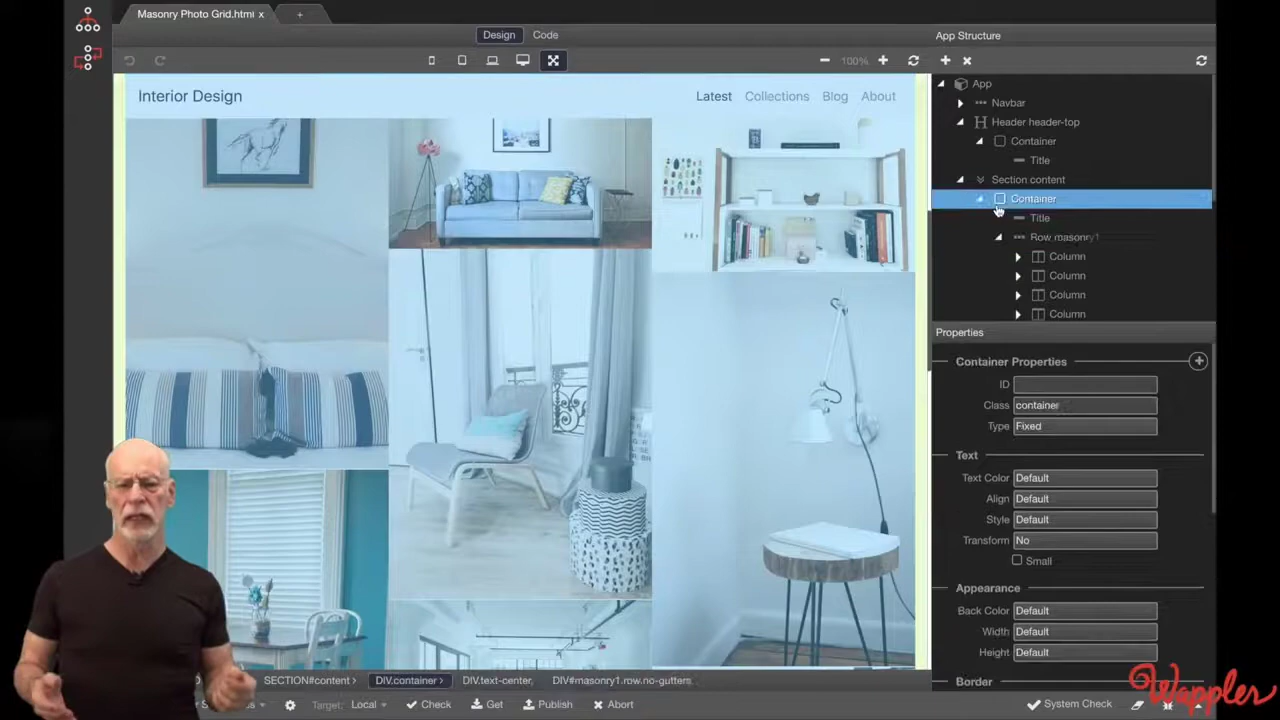 Masonry Photo Grid.html x
+
Design
Code
App Structure
100%
App
Navbar
Header header-top
Container
Title
Section content
Container
Title
Row masonry1
Column
Column
Column
Column
Interior Design
Latest
Collections
Blog
About
Properties
Container Properties
ID
Class container
Type Fixed
Text
Text Color Default
Align Default
Style Default
Transform No
Small
Appearance
Back Color Default
Width Default
Height Default
Border
SECTION#content
DIV.container
DIV.text-center,
DIV#masonry1.row.no-gutters
Target: Local
Check
Get
Publish
Abort
System Check
Wappler